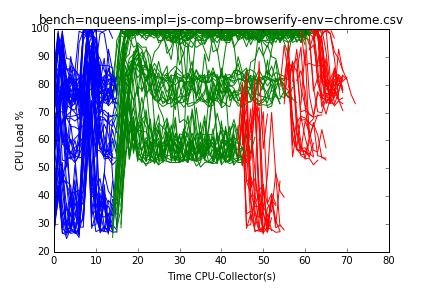 bench=nqueens-impl=js-comp=browserify-env=chrome.csv
100
90
80
70
60
50
40
30
20
CPU Load %
0 10 20 30 40 50 60 70 80
Time CPU-Collector(s)